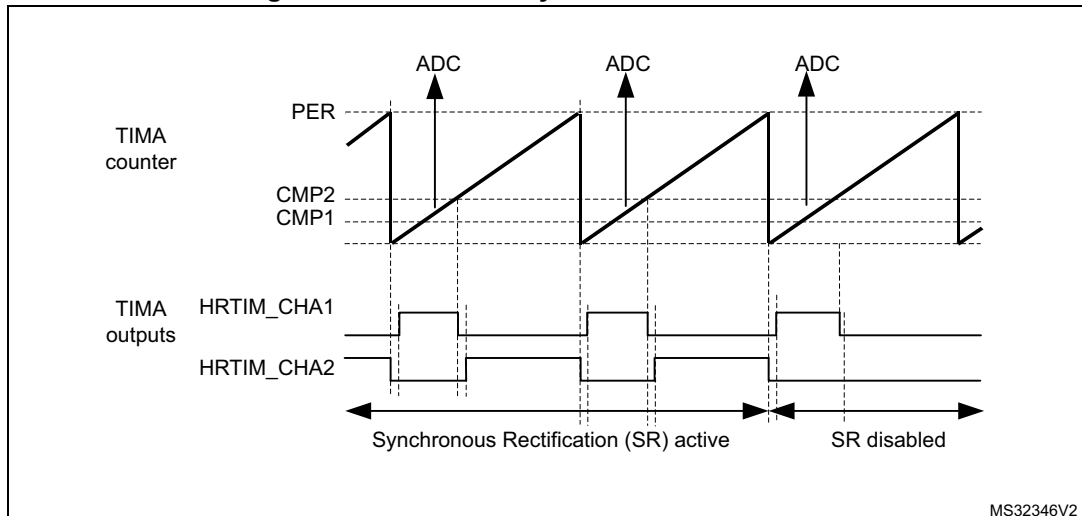 ADC ADC ADC
PER
TIMA
counter
CMP2
CMP1
TIMA
outputs
HRTIM_CHA1
HRTIM_CHA2
Synchronous Rectification (SR) active SR disabled
MS32346V2